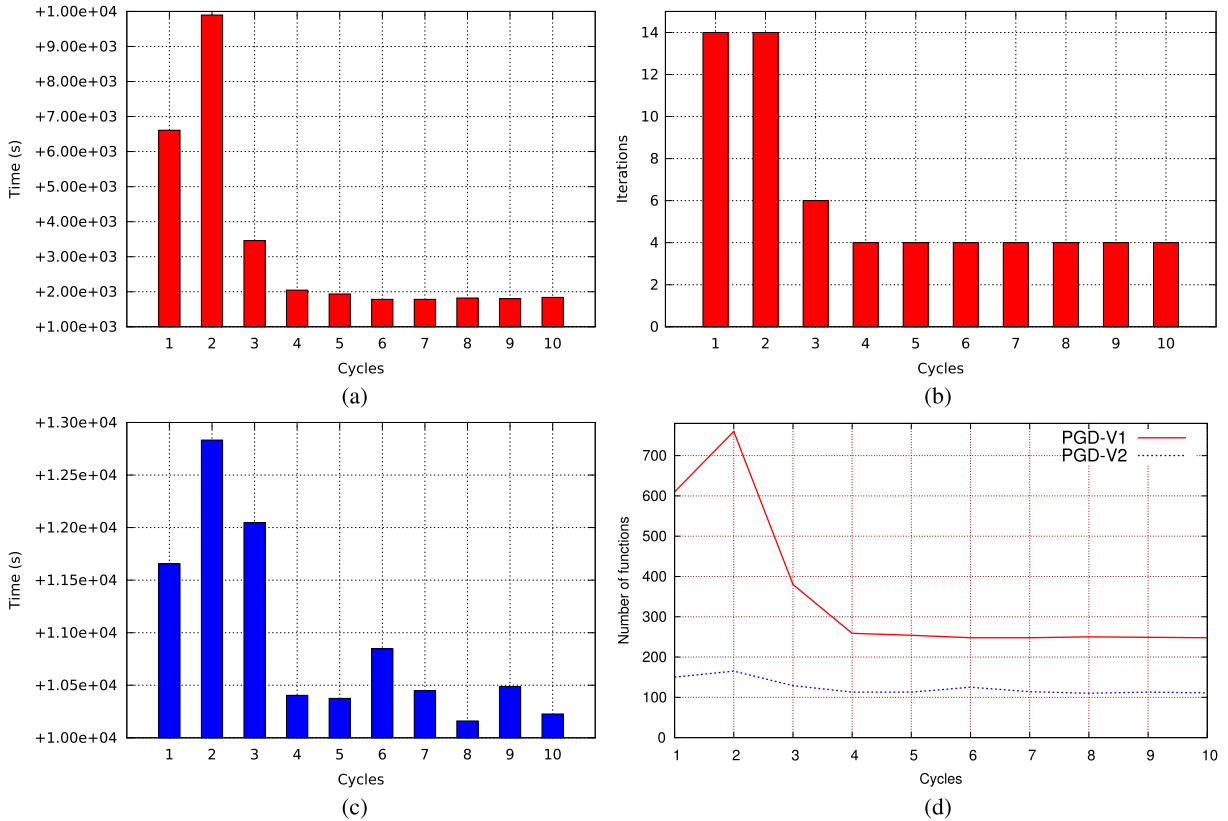 +1.00e+04
+9.00e+03
+8.00e+03
+7.00e+03
+6.00e+03
+5.00e+03
+4.00e+03
+3.00e+03
+2.00e+03
+1.00e+03
Time (s)
1 2 3 4 5 6 7 8 9 10
Cycles
(a)
14
12
10
8
6
4
2
0
Iterations
1 2 3 4 5 6 7 8 9 10
Cycles
(b)
+1.30e+04
+1.25e+04
+1.20e+04
+1.15e+04
+1.10e+04
+1.05e+04
+1.00e+04
Time (s)
1 2 3 4 5 6 7 8 9 10
Cycles
(c)
PGD-V1
PGD-V2
700
600
500
400
300
200
100
0
Number of functions
1 2 3 4 5 6 7 8 9 10
Cycles
(d)